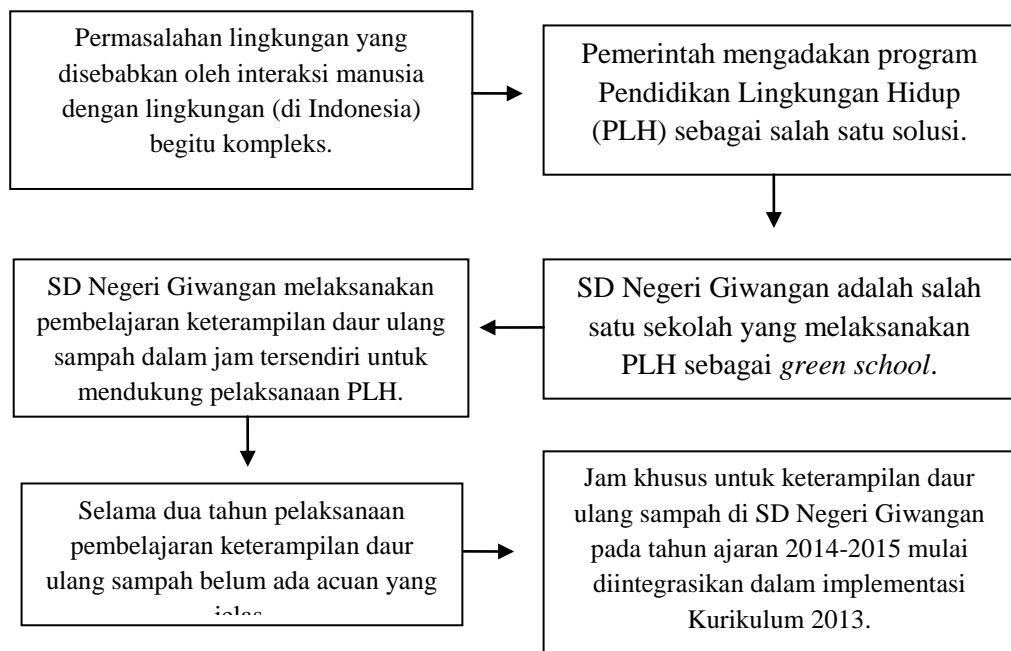 Permasalahan lingkungan yang
disebabkan oleh interaksi manusia
dengan lingkungan (di Indonesia)
begitu kompleks.
Pemerintah mengadakan program
Pendidikan Lingkungan Hidup
(PLH) sebagai salah satu solusi.
SD Negeri Giwangan adalah salah
satu sekolah yang melaksanakan
PLH sebagai green school.
SD Negeri Giwangan melaksanakan
pembelajaran keterampilan daur ulang
sampah dalam jam tersendiri untuk
mendukung pelaksanaan PLH.
Selama dua tahun pelaksanaan
pembelajaran keterampilan daur
ulang sampah belum ada acuan yang
jelas
Jam khusus untuk keterampilan daur
ulang sampah di SD Negeri Giwangan
pada tahun ajaran 2014-2015 mulai
diintegrasikan dalam implementasi
Kurikulum 2013.